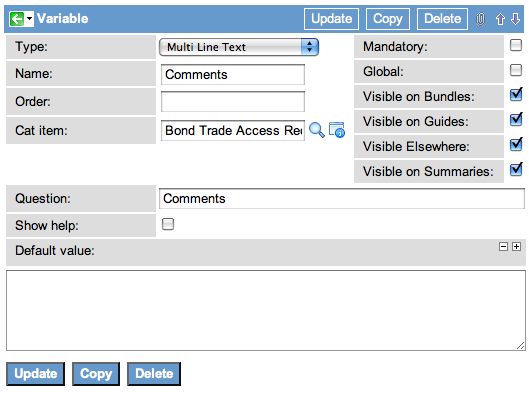 Variable Update Copy Delete
Type: Multi Line Text Mandatory:
Name: Comments Global:
Order: Visible on Bundles:
Cat item: Bond Trade Access Rec Visible on Guides:
Visible Elsewhere:
Visible on Summaries:
Question: Comments
Show help:
Default value:
Update Copy Delete